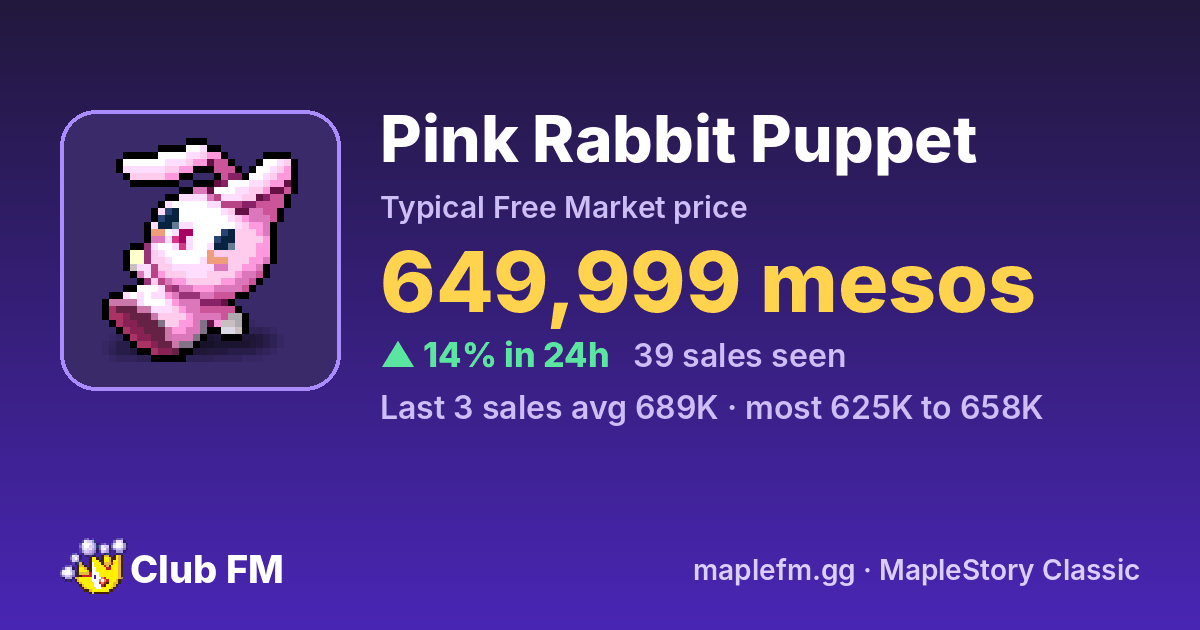 Pink Rabbit Puppet
Typical Free Market price
649,999 mesos
▲ 14% in 24h 39 sales seen
Last 3 sales avg 689K · most 625K to 658K
Club FM
maplefm.gg · MapleStory Classic